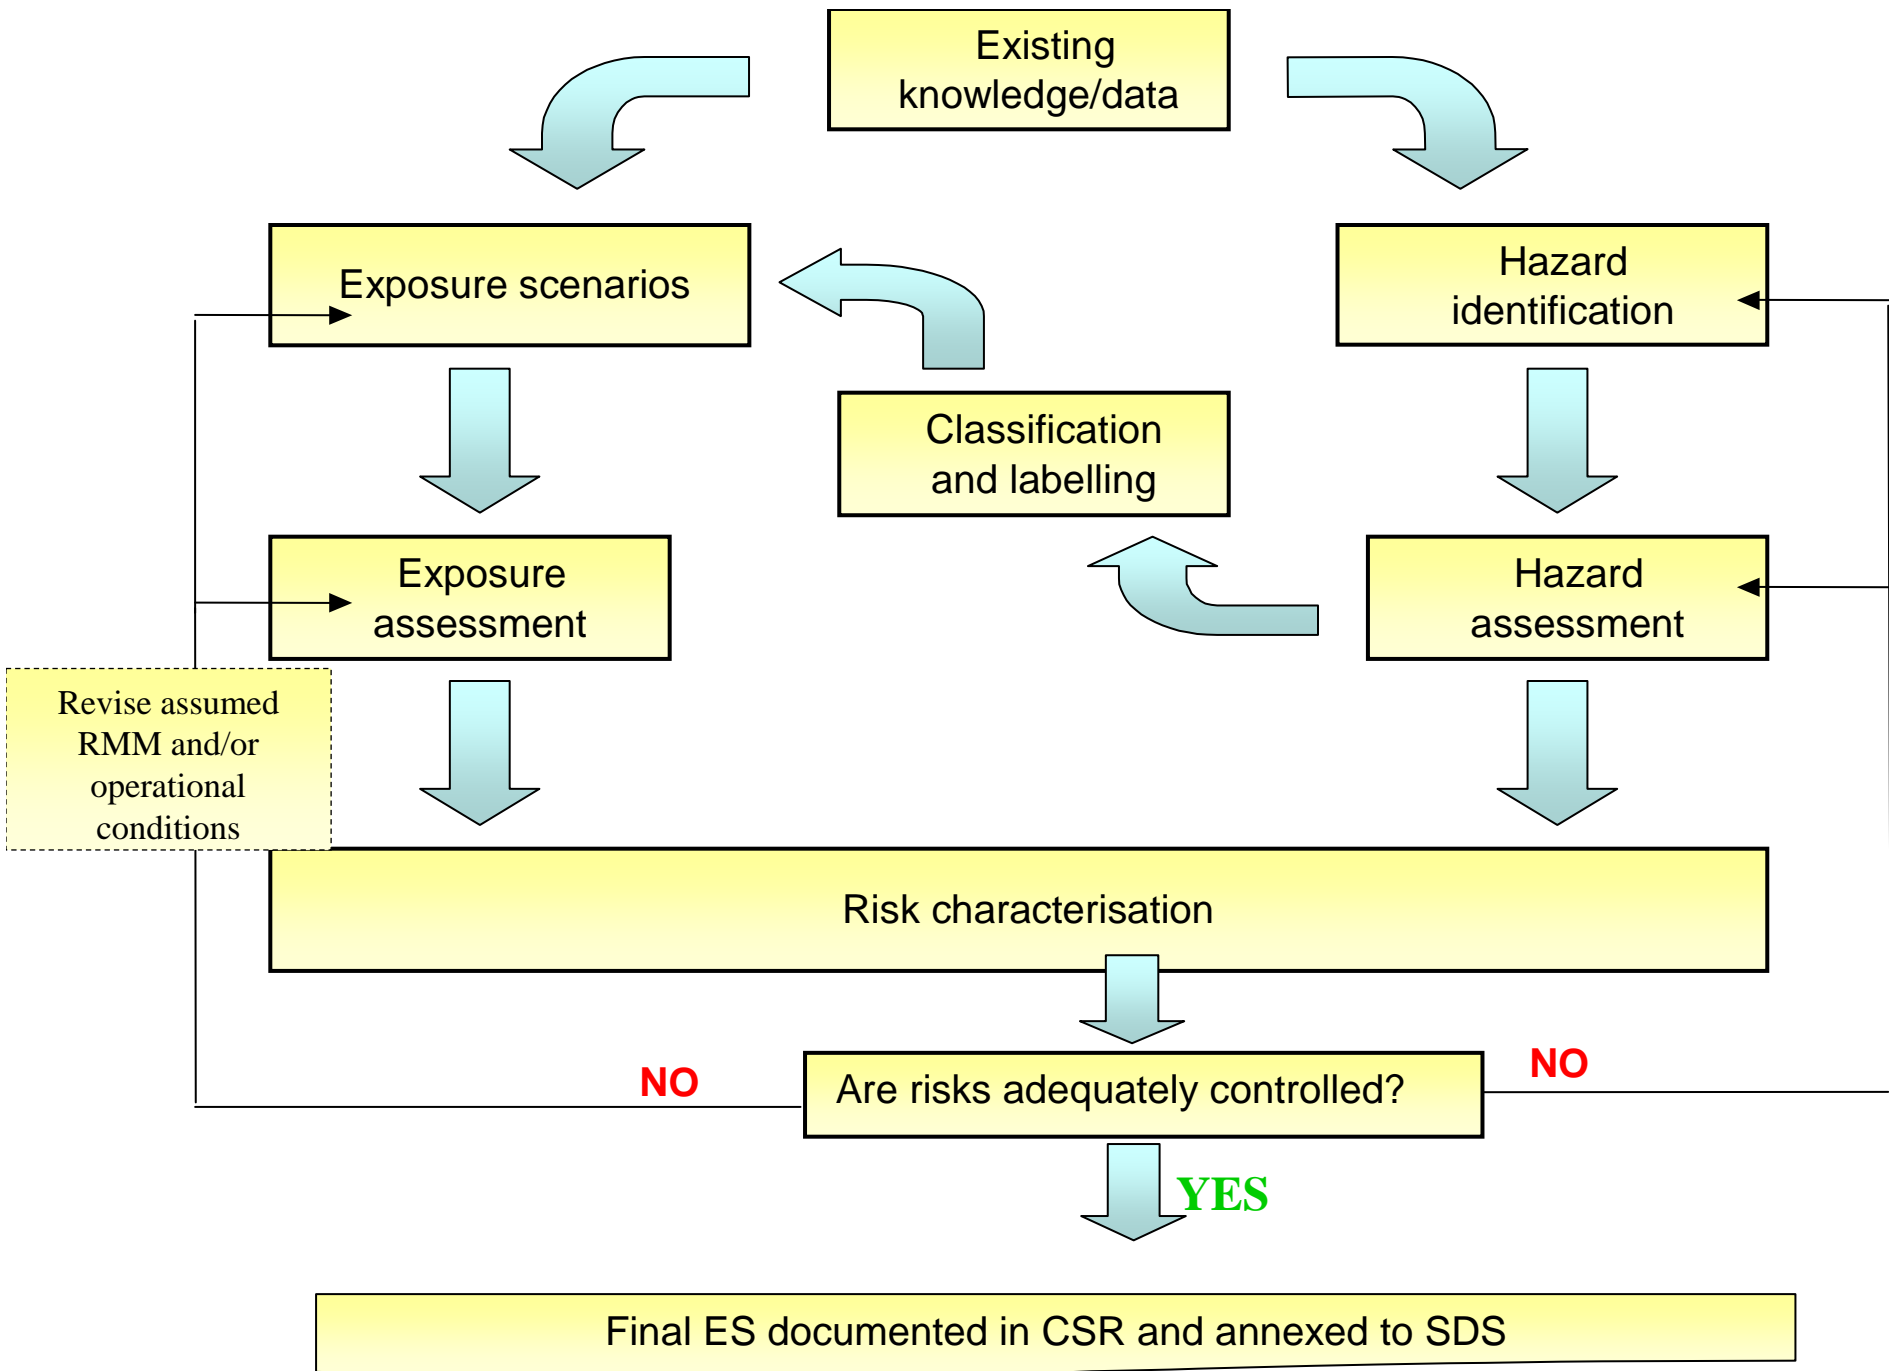 Existing
knowledge/data
Exposure scenarios
Hazard
identification
Classification
and labelling
Exposure
assessment
Hazard
assessment
Revise assumed
RMM and/or
operational
conditions
Risk characterisation
NO
Are risks adequately controlled?
NO
YES
Final ES documented in CSR and annexed to SDS